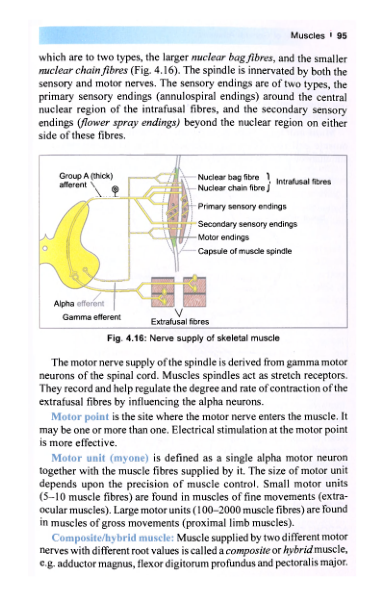 Muscles | 95
which are to two types, the larger nuclear bag fibres, and the smaller
nuclear chain fibres (Fig. 4.16). The spindle is innervated by both the
sensory and motor nerves. The sensory endings are of two types, the
primary sensory endings (annulospiral endings) around the central
nuclear region of the intrafusal fibres, and the secondary sensory
endings (flower spray endings) beyond the nuclear region on either
side of these fibres.
Group A (thick)
afferent
Nuclear bag fibre
Nuclear chain fibre
Intrafusal fibres
Primary sensory endings
Secondary sensory endings
Motor endings
Capsule of muscle spindle
Alpha efferent
Gamma efferent
Extrafusal fibres
Fig. 4.16: Nerve supply of skeletal muscle
The motor nerve supply of the spindle is derived from gamma motor
neurons of the spinal cord. Muscles spindles act as stretch receptors.
They record and help regulate the degree and rate of contraction of the
extrafusal fibres by influencing the alpha neurons.
Motor point is the site where the motor nerve enters the muscle. It
may be one or more than one. Electrical stimulation at the motor point
is more effective.
Motor unit (myone) is defined as a single alpha motor neuron
together with the muscle fibres supplied by it. The size of motor unit
depends upon the precision of muscle control. Small motor units
(5–10 muscle fibres) are found in muscles of fine movements (extra-
ocular muscles). Large motor units (100–2000 muscle fibres) are found
in muscles of gross movements (proximal limb muscles).
Composite/hybrid muscle: Muscle supplied by two different motor
nerves with different root values is called a composite or hybrid muscle,
e.g. adductor magnus, flexor digitorum profundus and pectoralis major.